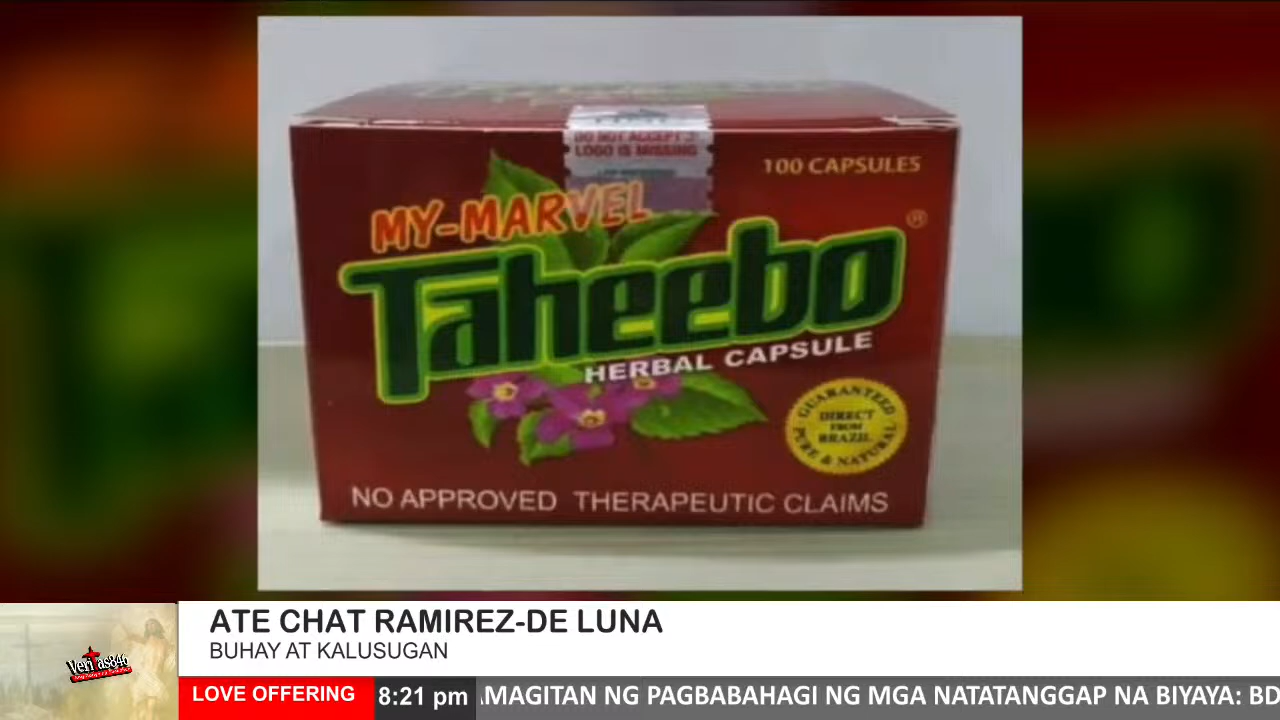 DO NOT ACCEPT IF
LOGO IS MISSING
100 CAPSULES
MY-MARVEL
Taheebo ®
HERBAL CAPSULE
GUARANTEED
DIRECT
FROM
BRAZIL
PURE & NATURAL
NO APPROVED THERAPEUTIC CLAIMS
ATE CHAT RAMIREZ-DE LUNA
BUHAY AT KALUSUGAN
Veritas846
LOVE OFFERING
8:21 pm
AMAGITAN NG PAGBABAHAGI NG MGA NATATANGGAP NA BIYAYA: BD